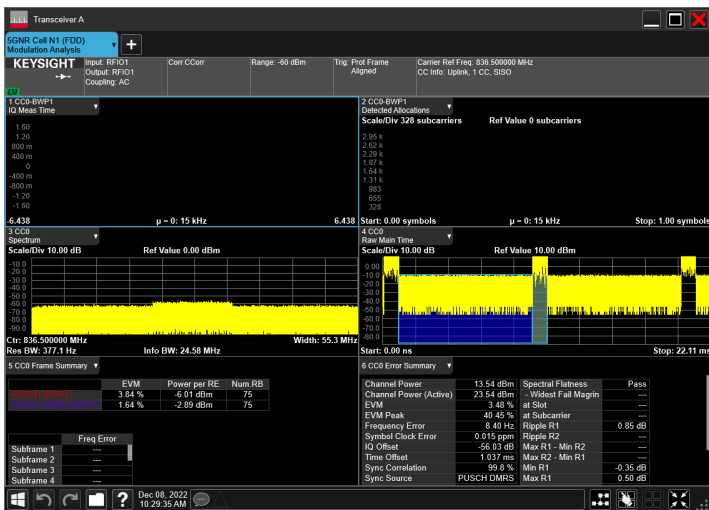 Transceiver A
5GNR Cell N1 (FDD)
Modulation Analysis
KEYSIGHT
LXI
Input: RFIO1
Output: RFIO1
Coupling: AC
Corr CCorr
Range: -60 dBm
Trig: Prot Frame
Aligned
Carrier Ref Freq: 836.500000 MHz
CC Info: Uplink, 1 CC, SISO
1 CC0-BWP1
IQ Meas Time
1.60
1.20
800 m
400 m
0
-400 m
-800 m
-1.20
-1.60
-6.438 μ – 0: 15 kHz 6.438
2 CC0-BWP1
Detected Allocations
Scale/Div 328 subcarriers Ref Value 0 subcarriers
2.95 k
2.62 k
2.29 k
1.97 k
1.64 k
1.31 k
983
655
328
Start: 0.00 symbols μ – 0: 15 kHz Stop: 1.00 symbols
3 CC0
Spectrum
Scale/Div 10.00 dB Ref Value 0.00 dBm
-10.0
-20.0
-30.0
-40.0
-50.0
-60.0
-70.0
-80.0
-90.0
Ctr: 836.500000 MHz Width: 55.3 MHz
Res BW: 377.1 Hz Info BW: 24.58 MHz
4 CC0
Raw Main Time
Scale/Div 10.00 dB Ref Value 10.00 dBm
0.00
-10.0
-20.0
-30.0
-40.0
-50.0
-60.0
-70.0
-80.0
Start: 0.00 ns Stop: 22.11 ms
5 CC0 Frame Summary
EVM Power per RE Num.RB
PUSCH (BWP1) 3.84 % -6.01 dBm 75
1.64 % -2.89 dBm 75
Freq Error
Subframe 1 ---
Subframe 2 ---
Subframe 3 ---
Subframe 4 ---
6 CC0 Error Summary
Channel Power 13.54 dBm Spectral Flatness Pass
Channel Power (Active) 23.54 dBm - Widest Fail Magrin ---
EVM 3.48 % at Slot ---
EVM Peak 40.45 % at Subcarrier ---
Frequency Error 8.40 Hz Ripple R1 0.85 dB
Symbol Clock Error 0.015 ppm Ripple R2 ---
IQ Offset -56.03 dB Max R1 - Min R2 ---
Time Offset 1.037 ms Max R2 - Min R1 ---
Sync Correlation 99.8 % Min R1 -0.35 dB
Sync Source PUSCH DMRS Max R1 0.50 dB
Dec 08, 2022
10:29:35 AM